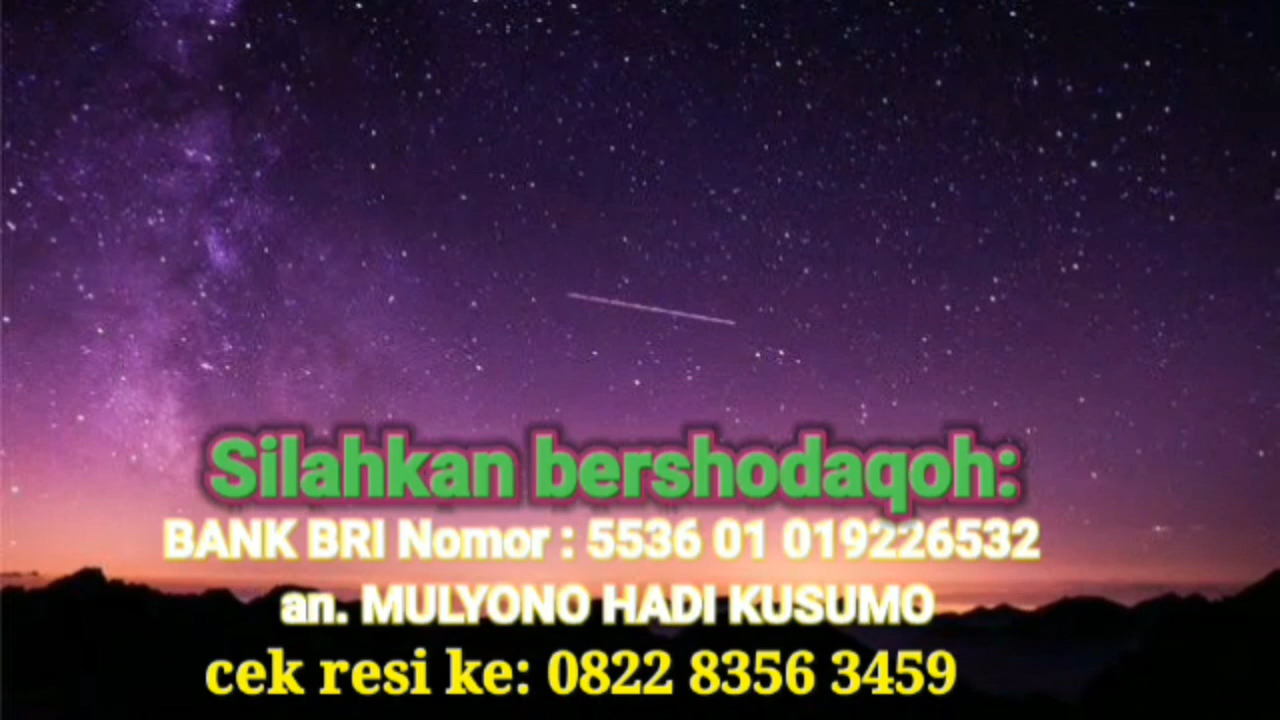 Silahkan bershodaqoh:
BANK BRI Nomor : 5536 01 019226532
an. MULYONO HADI KUSUMO
cek resi ke: 0822 8356 3459